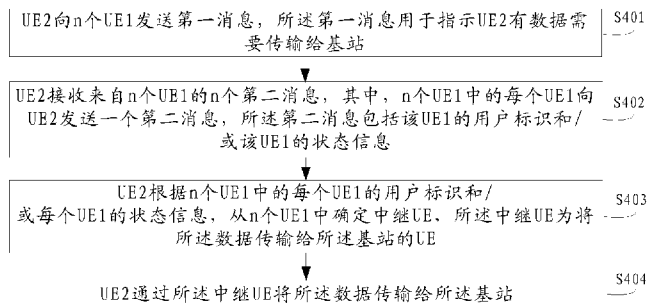 UE2向n个UE1发送第一消息，所述第一消息用于指示UE2有数据需
要传输给基站
S401
UE2接收来自n个UE1的n个第二消息，其中，n个UE1中的每个UE1向
UE2发送一个第二消息，所述第二消息包括该UE1的用户标识和/
或该UE1的状态信息
S402
UE2根据n个UE1中的每个UE1的用户标识和/
或每个UE1的状态信息，从n个UE1中确定中继UE、所述中继UE为将
所述数据传输给所述基站的UE
S403
UE2通过所述中继UE将所述数据传输给所述基站
S404